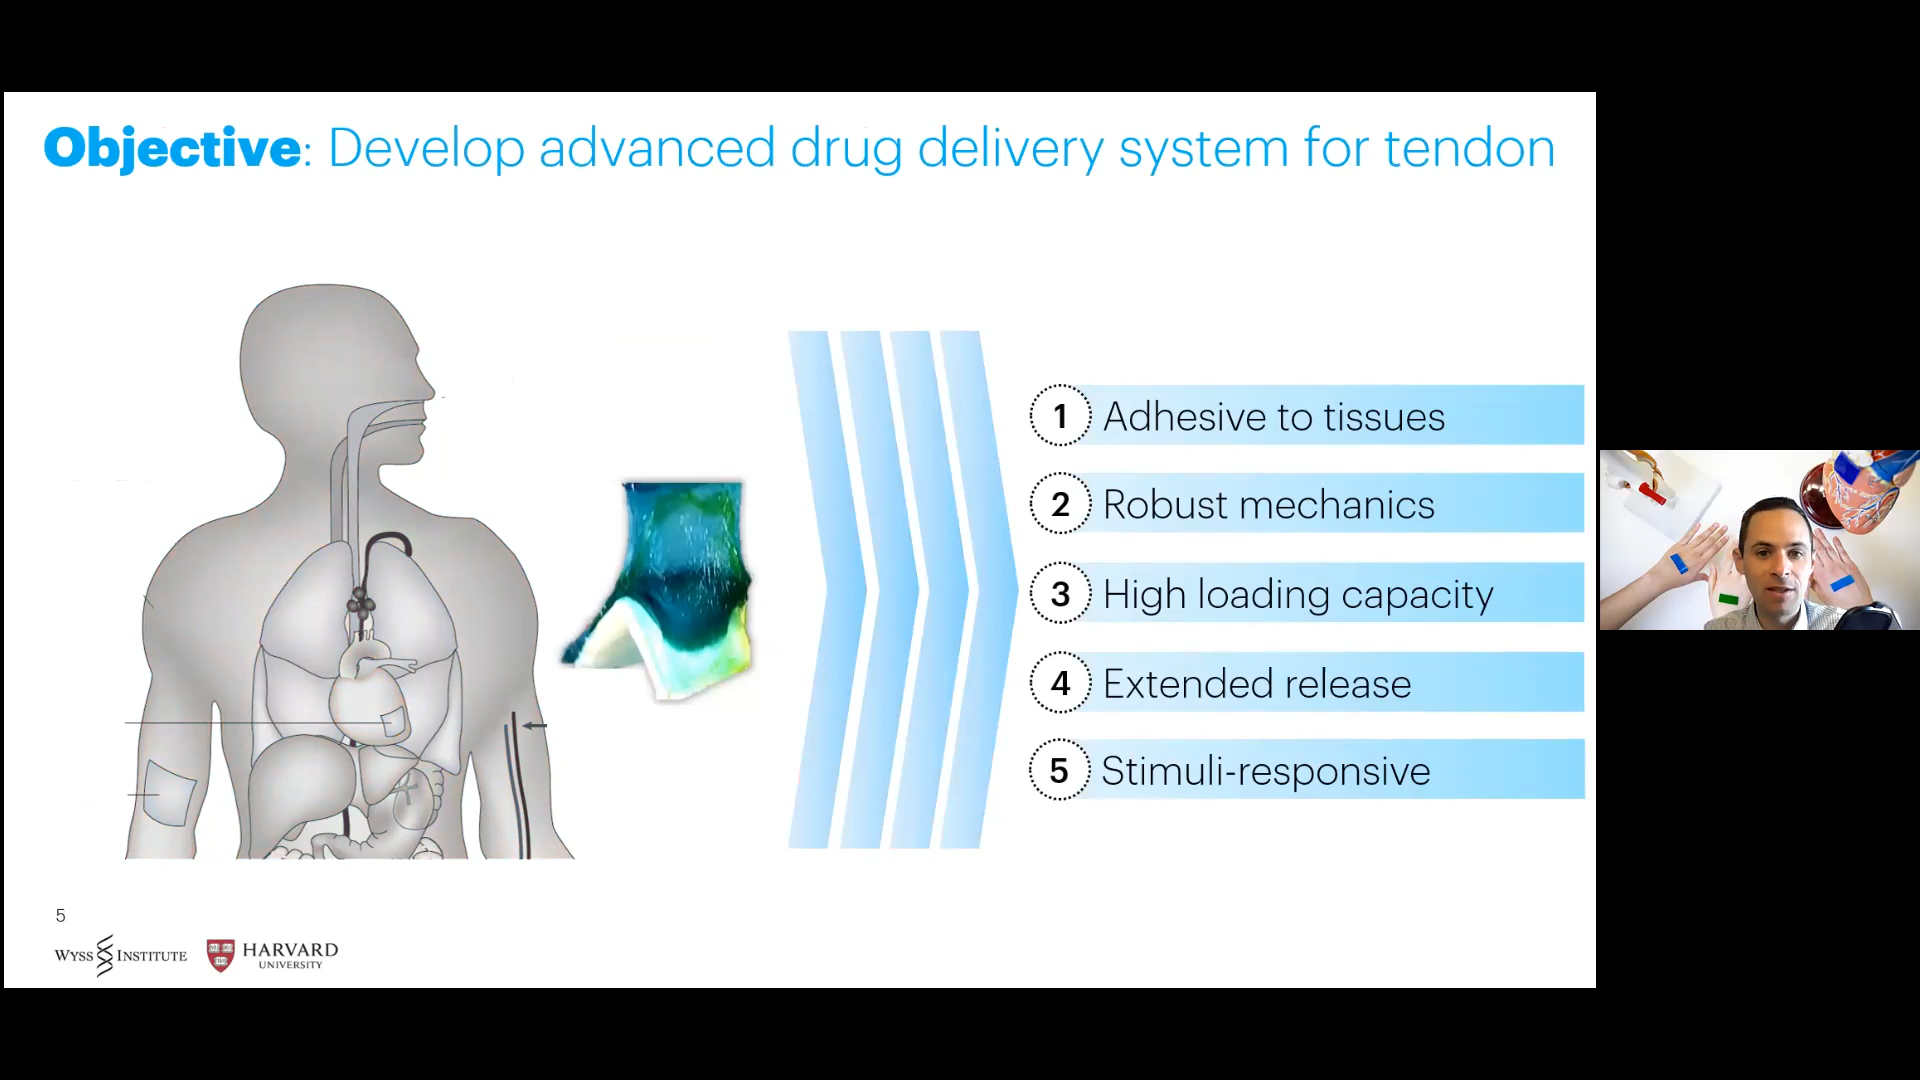 Objective: Develop advanced drug delivery system for tendon
1 Adhesive to tissues
2 Robust mechanics
3 High loading capacity
4 Extended release
5 Stimuli-responsive
5
WYSS INSTITUTE
HARVARD
UNIVERSITY